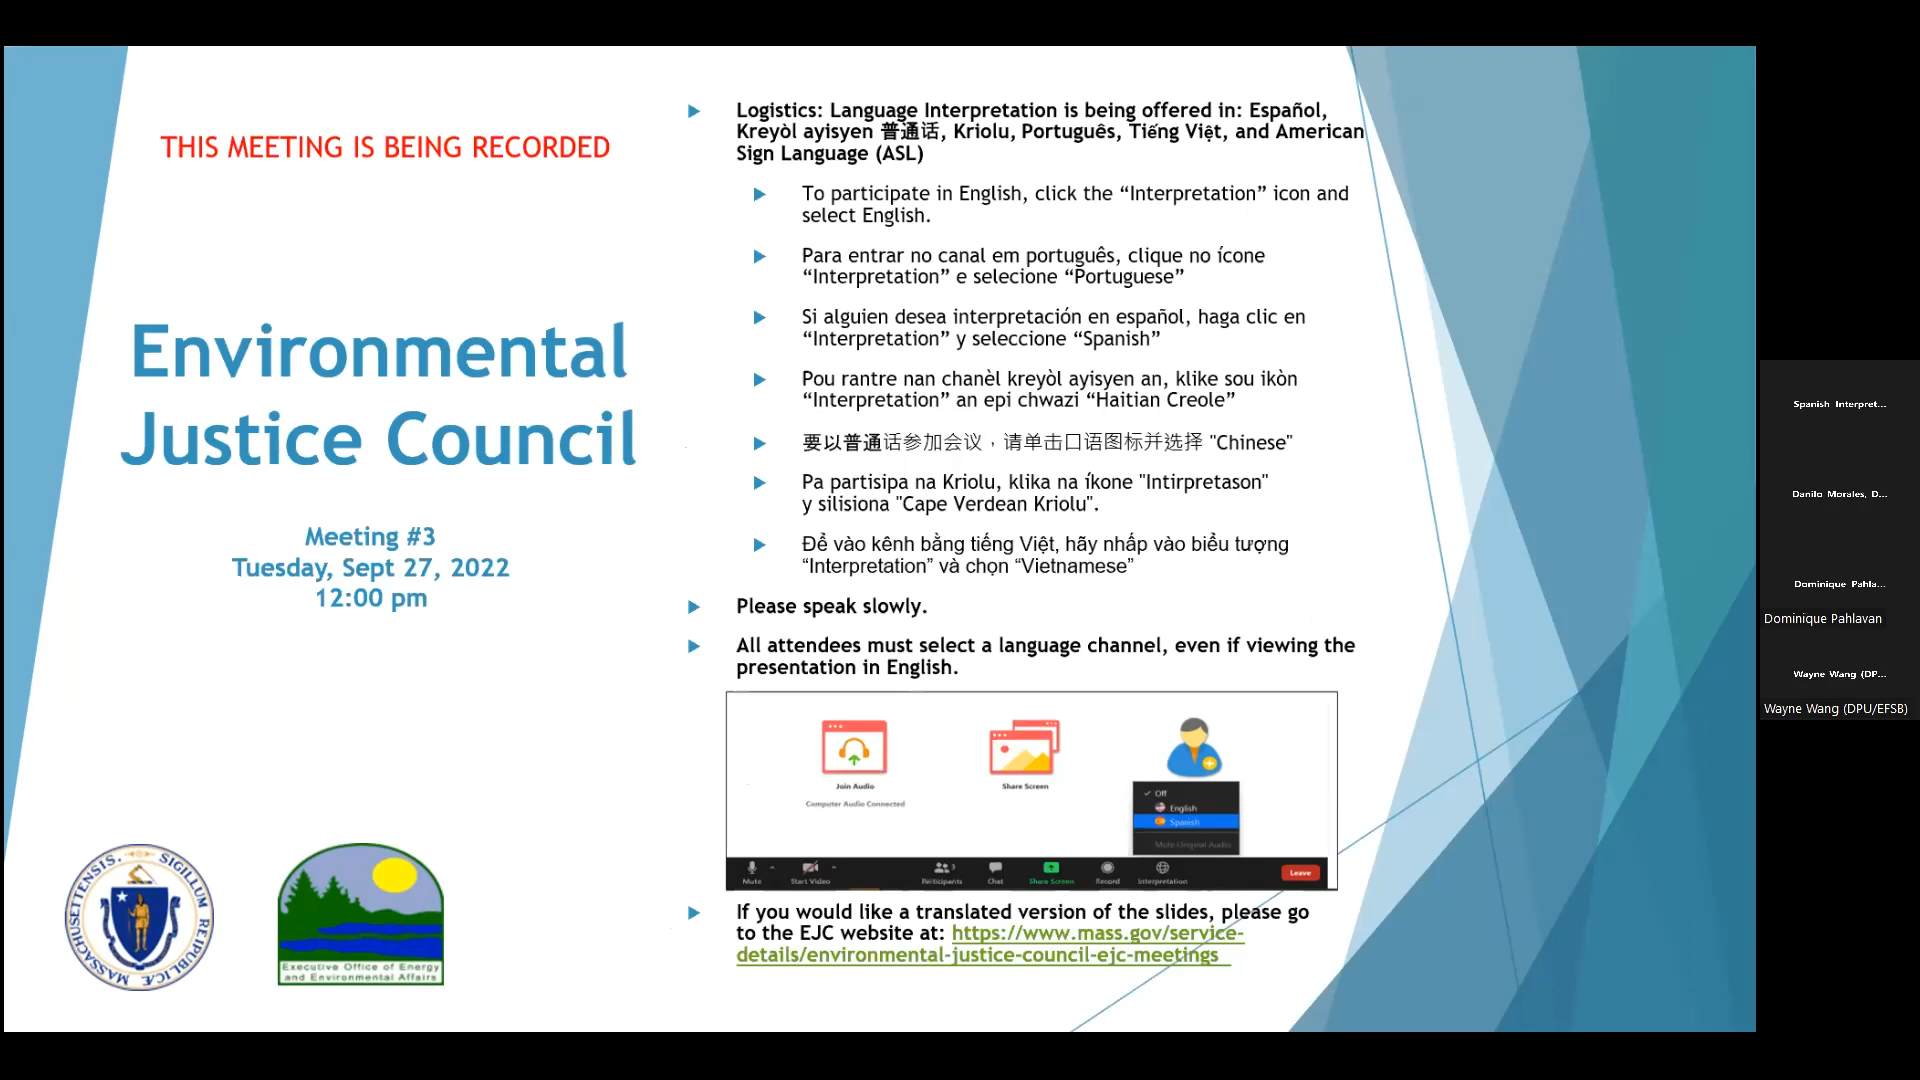 THIS MEETING IS BEING RECORDED
Environmental
Justice Council
Meeting #3
Tuesday, Sept 27, 2022
12:00 pm
MASSACHUSETTENSIS. SIGILLUM REIPUBLICÆ
Executive Office of Energy
and Environmental Affairs
Logistics: Language Interpretation is being offered in: Español,
Kreyòl ayisyen 普通话, Kriolu, Português, Tiếng Việt, and American
Sign Language (ASL)
To participate in English, click the “Interpretation” icon and
select English.
Para entrar no canal em português, clique no ícone
“Interpretation” e selecione “Portuguese”
Si alguien desea interpretación en español, haga clic en
“Interpretation” y seleccione “Spanish”
Pou rantre nan chanèl kreyòl ayisyen an, klike sou ikòn
“Interpretation” an epi chwazi “Haitian Creole”
要以普通话参加会议，请单击口语图标并选择 "Chinese"
Pa partisipa na Kriolu, klika na íkone "Intirpretason"
y silisiona "Cape Verdean Kriolu".
Để vào kênh bằng tiếng Việt, hãy nhấp vào biểu tượng
“Interpretation” và chọn “Vietnamese”
Please speak slowly.
All attendees must select a language channel, even if viewing the
presentation in English.
Join Audio
Computer Audio Connected
Share Screen
Off
English
Spanish
Mute Original Audio
Mute
Start Video
Participants
3
Chat
Share Screen
Record
Interpretation
Leave
If you would like a translated version of the slides, please go
to the EJC website at: https://www.mass.gov/service-
details/environmental-justice-council-ejc-meetings
Spanish Interpret...
Danilo Morales, D...
Dominique Pahla...
Dominique Pahlavan
Wayne Wang (DP...
Wayne Wang (DPU/EFSB)